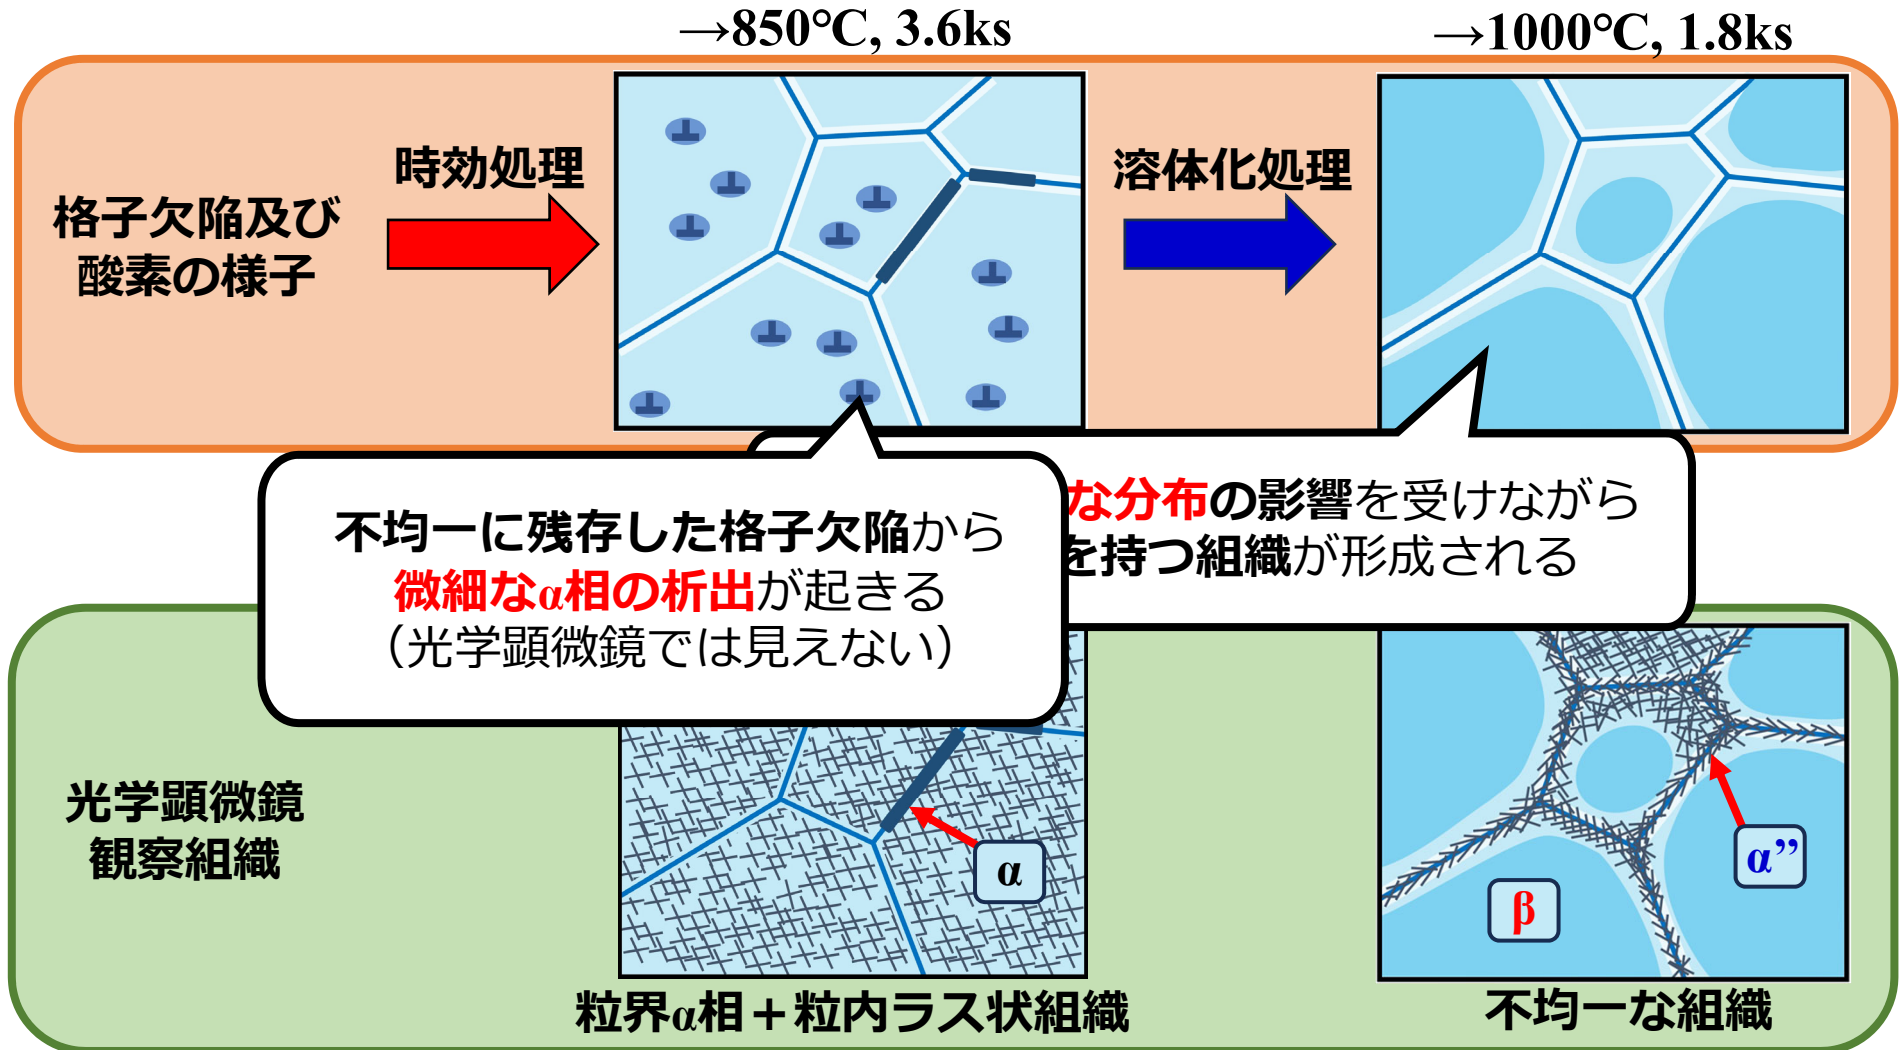 →850℃, 3.6ks
→1000℃, 1.8ks
時効処理
溶体化処理
格子欠陥及び
酸素の様子
不均一に残存した格子欠陥から
微細なα相の析出が起きる
（光学顕微鏡では見えない）
な分布の影響を受けながら
を持つ組織が形成される
光学顕微鏡
観察組織
α
α”
β
粒界α相＋粒内ラス状組織
不均一な組織